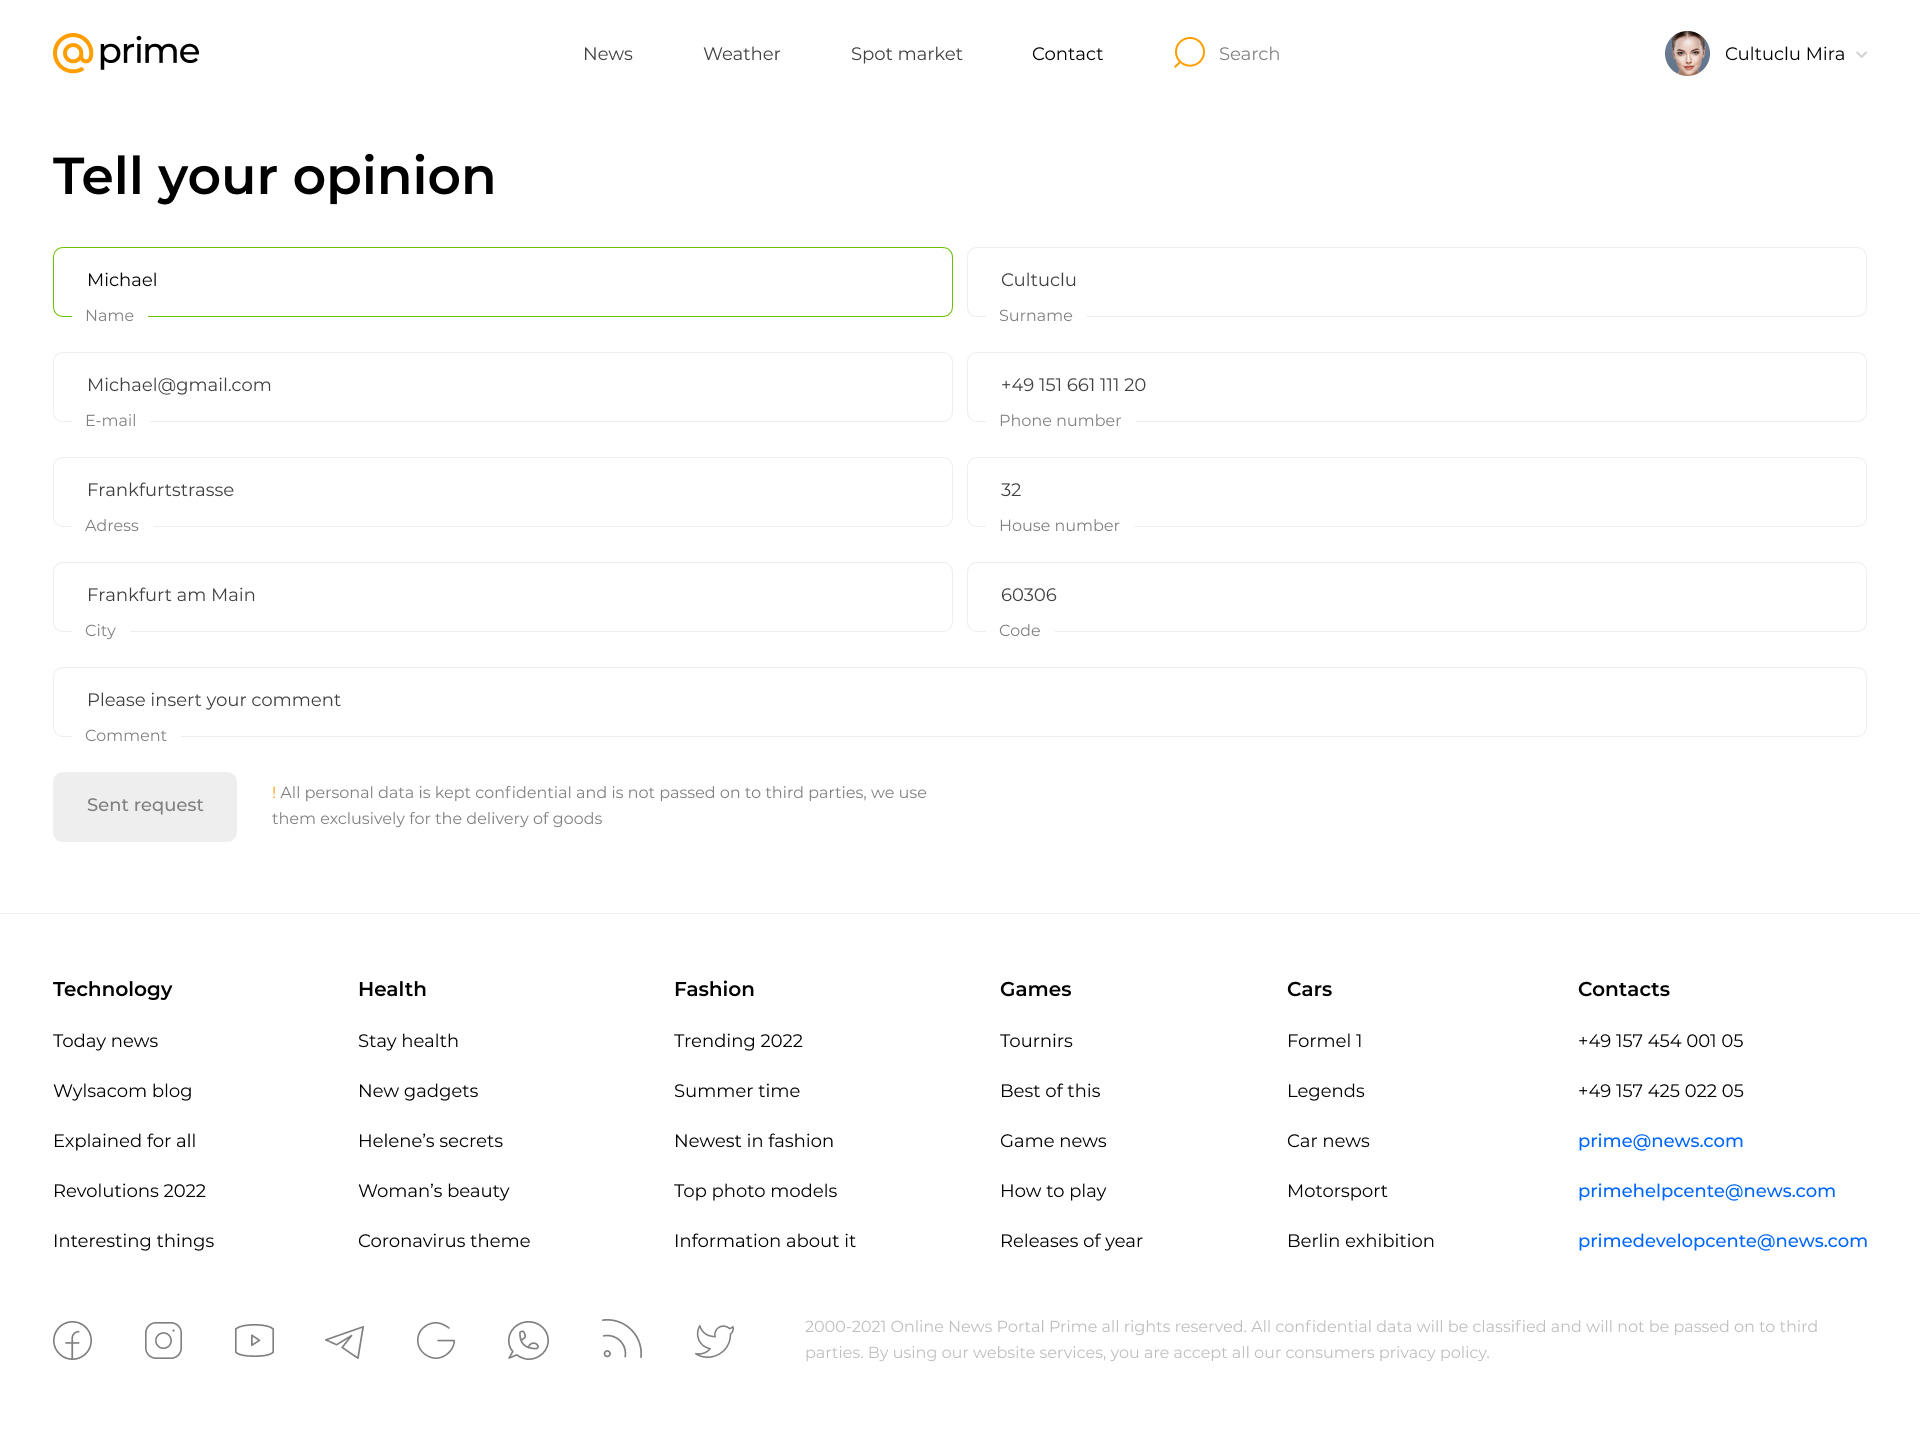 @prime
News
Weather
Spot market
Contact
Search
Cultuclu Mira
Tell your opinion
Michael
Name
Cultuclu
Surname
Michael@gmail.com
E-mail
+49 151 661 111 20
Phone number
Frankfurtstrasse
Adress
32
House number
Frankfurt am Main
City
60306
Code
Please insert your comment
Comment
Sent request
! All personal data is kept confidential and is not passed on to third parties, we use
them exclusively for the delivery of goods
Technology
Today news
Wylsacom blog
Explained for all
Revolutions 2022
Interesting things
Health
Stay health
New gadgets
Helene’s secrets
Woman’s beauty
Coronavirus theme
Fashion
Trending 2022
Summer time
Newest in fashion
Top photo models
Information about it
Games
Tournirs
Best of this
Game news
How to play
Releases of year
Cars
Formel 1
Legends
Car news
Motorsport
Berlin exhibition
Contacts
+49 157 454 001 05
+49 157 425 022 05
prime@news.com
primehelpcente@news.com
primedevelopcente@news.com
2000-2021 Online News Portal Prime all rights reserved. All confidential data will be classified and will not be passed on to third
parties. By using our website services, you are accept all our consumers privacy policy.